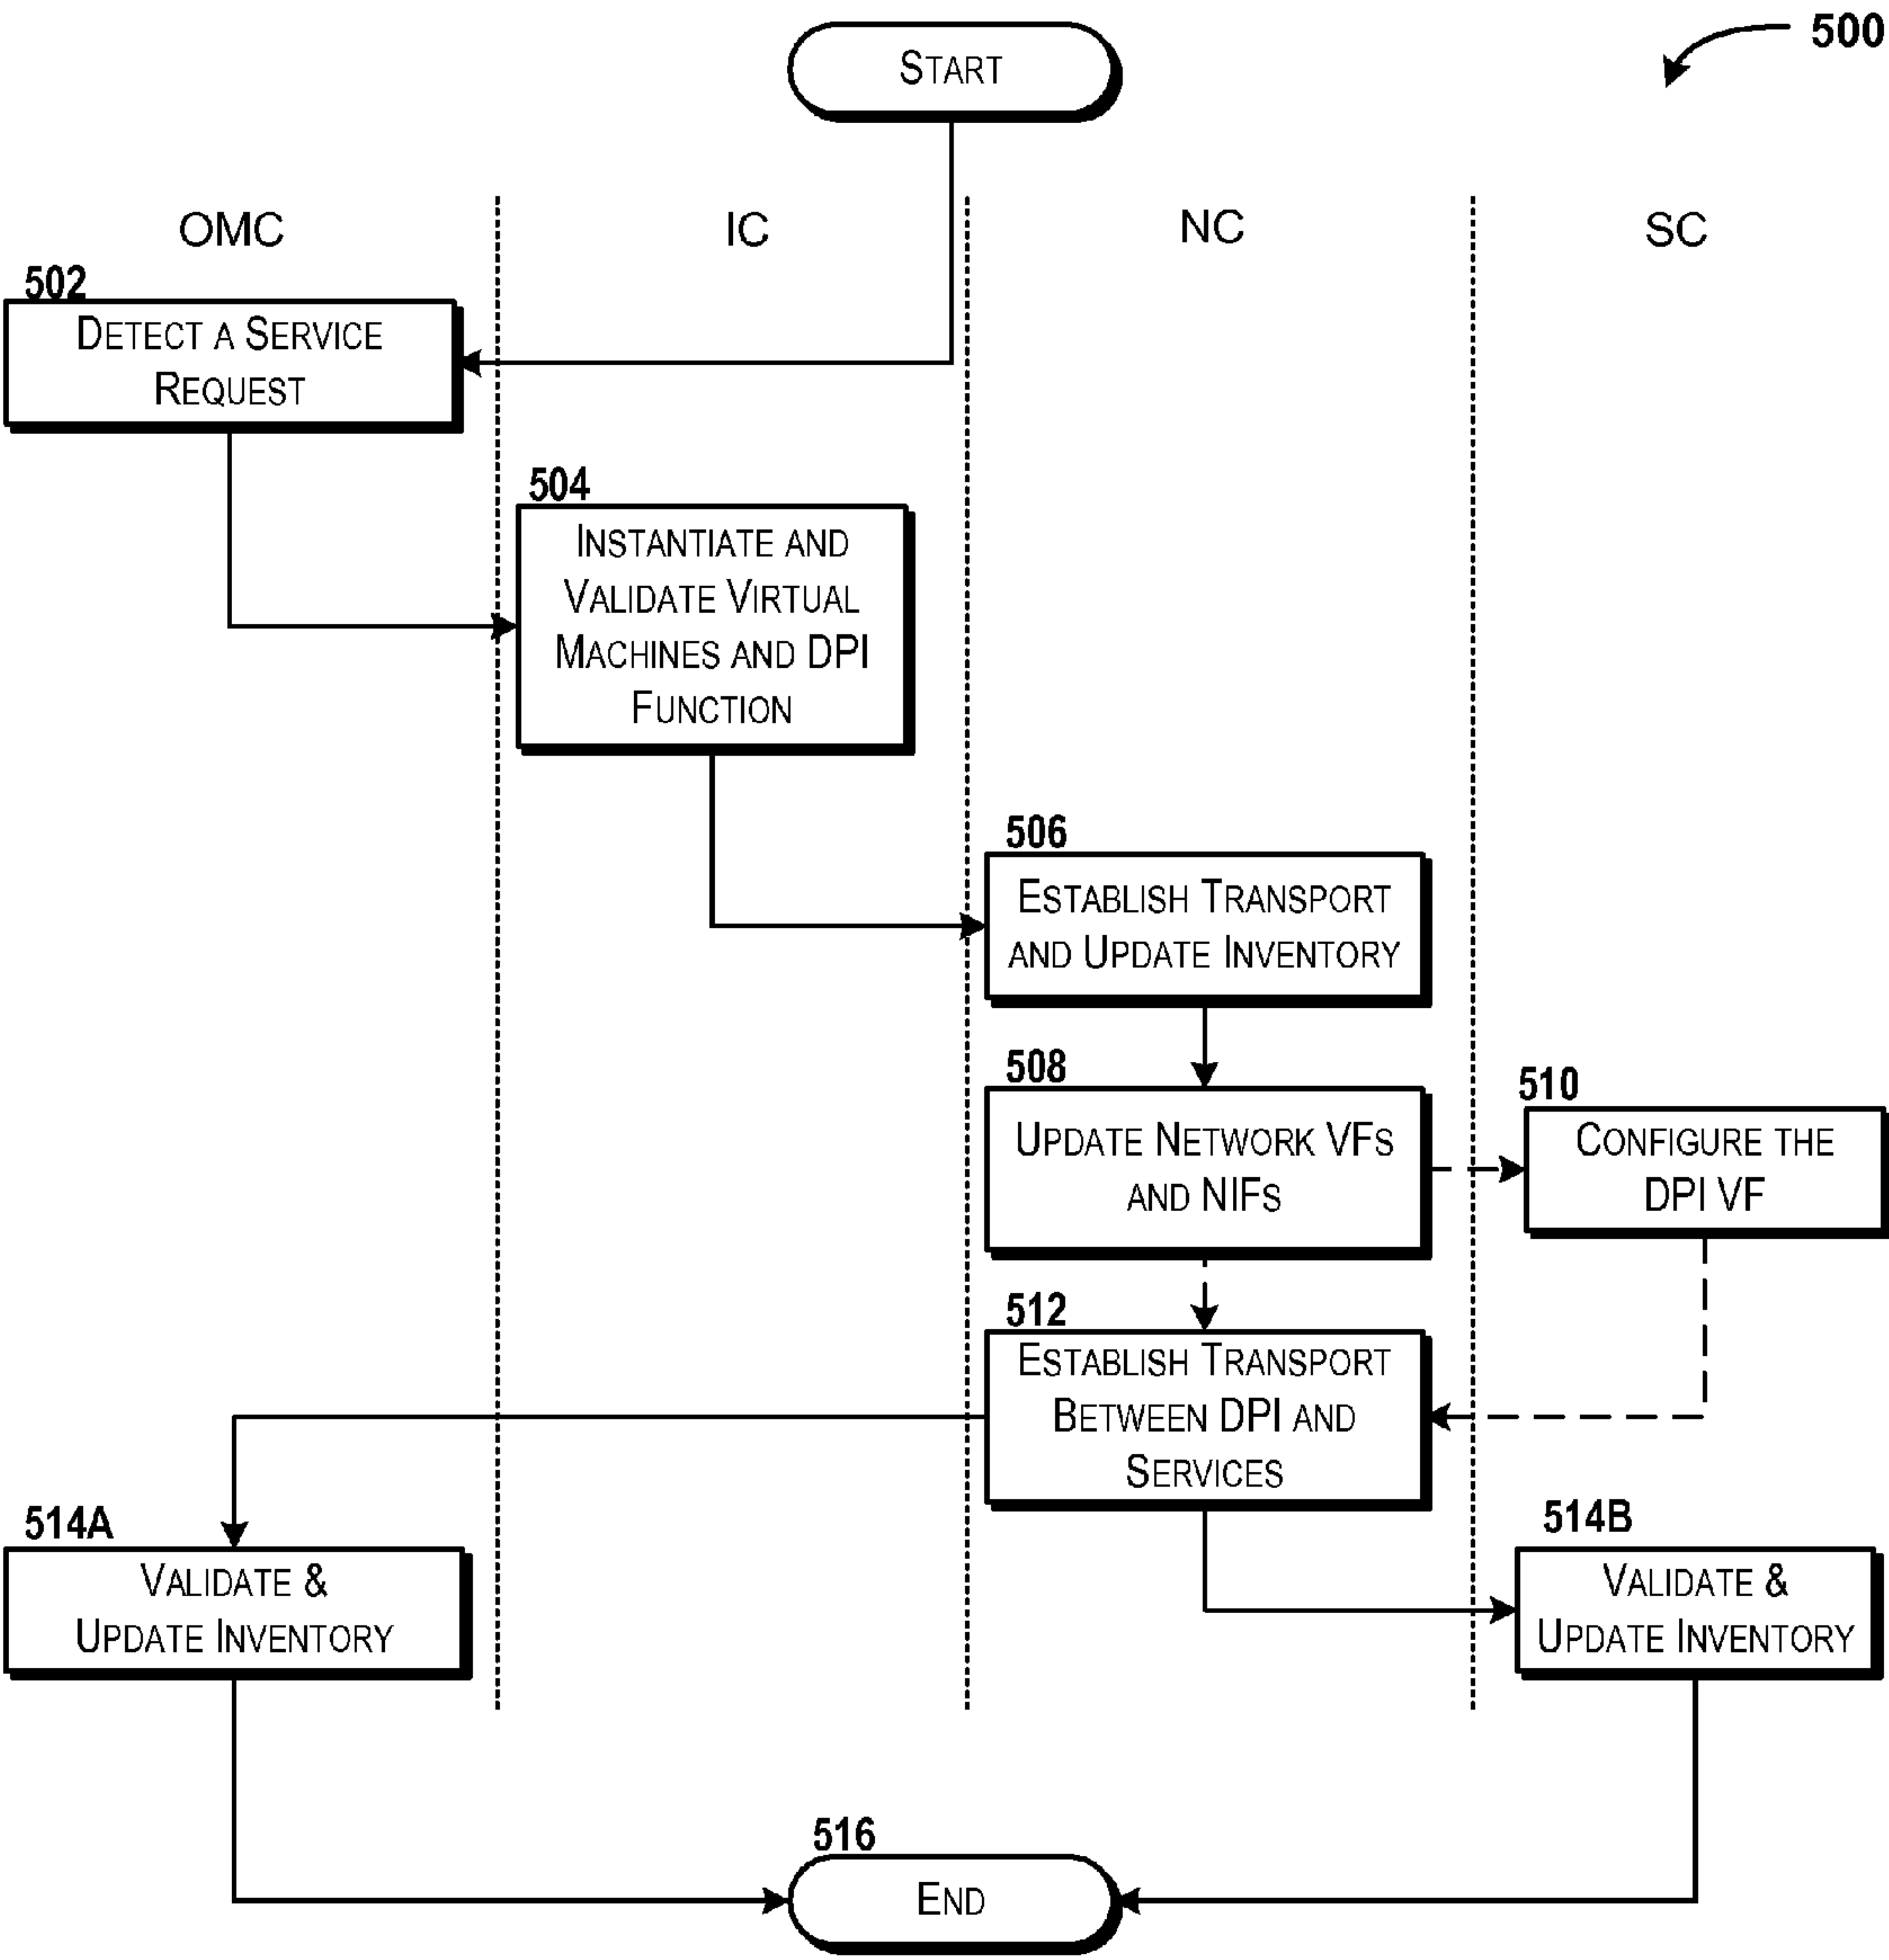 500
START
OMC
IC
NC
SC
502
DETECT A SERVICE
REQUEST
504
INSTANTIATE AND
VALIDATE VIRTUAL
MACHINES AND DPI
FUNCTION
506
ESTABLISH TRANSPORT
AND UPDATE INVENTORY
508
UPDATE NETWORK VFS
AND NIFS
510
CONFIGURE THE
DPI VF
512
ESTABLISH TRANSPORT
BETWEEN DPI AND
SERVICES
514A
VALIDATE &
UPDATE INVENTORY
514B
VALIDATE &
UPDATE INVENTORY
516
END